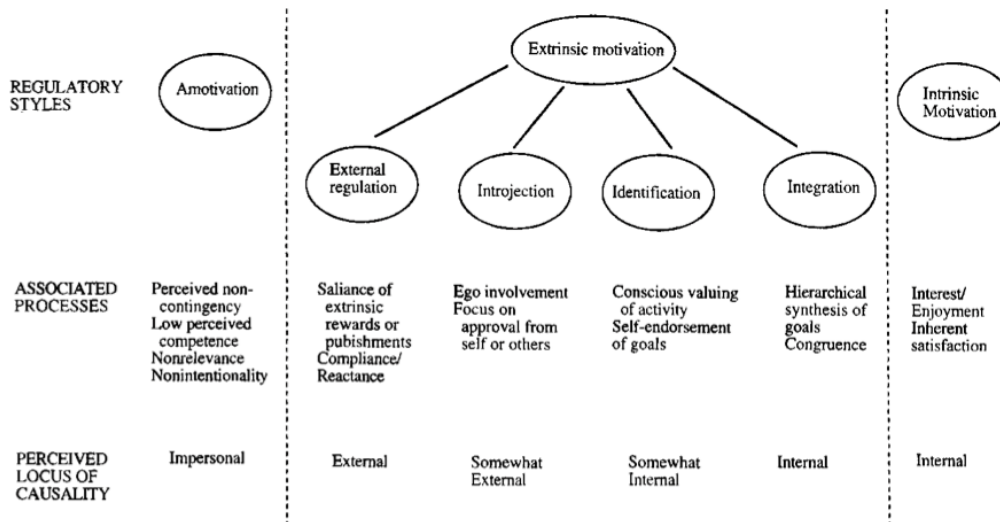 Extrinsic motivation
REGULATORY
STYLES
Amotivation
Intrinsic
Motivation
External
regulation
Introjection
Identification
Integration
ASSOCIATED
PROCESSES
Perceived non-
contingency
Low perceived
competence
Nonrelevance
Nonintentionality
Saliance of
extrinsic
rewards or
pubishments
Compliance/
Reactance
Ego involvement
Focus on
approval from
self or others
Conscious valuing
of activity
Self-endorsement
of goals
Hierarchical
synthesis of
goals
Congruence
Interest/
Enjoyment
Inherent
satisfaction
PERCEIVED
LOCUS OF
CAUSALITY
Impersonal
External
Somewhat
External
Somewhat
Internal
Internal
Internal